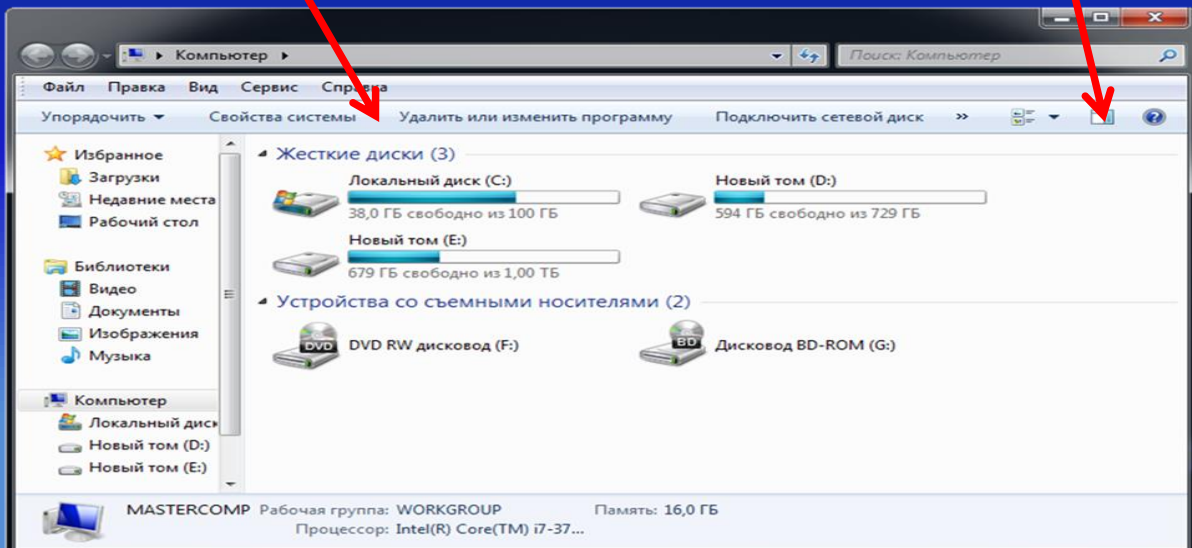 Компьютер
Поиск: Компьютер
Файл Правка Вид Сервис Справка
Упорядочить Свойства системы Удалить или изменить программу Подключить сетевой диск »
Избранное
Загрузки
Недавние места
Рабочий стол
Библиотеки
Видео
Документы
Изображения
Музыка
Компьютер
Локальный диск
Новый том (D:)
Новый том (E:)
Жесткие диски (3)
Локальный диск (C:)
38,0 ГБ свободно из 100 ГБ
Новый том (D:)
594 ГБ свободно из 729 ГБ
Новый том (E:)
679 ГБ свободно из 1,00 ТБ
Устройства со съемными носителями (2)
DVD RW дисковод (F:)
Дисковод BD-ROM (G:)
MASTERCOMP Рабочая группа: WORKGROUP Память: 16,0 ГБ
Процессор: Intel(R) Core(TM) i7-37...